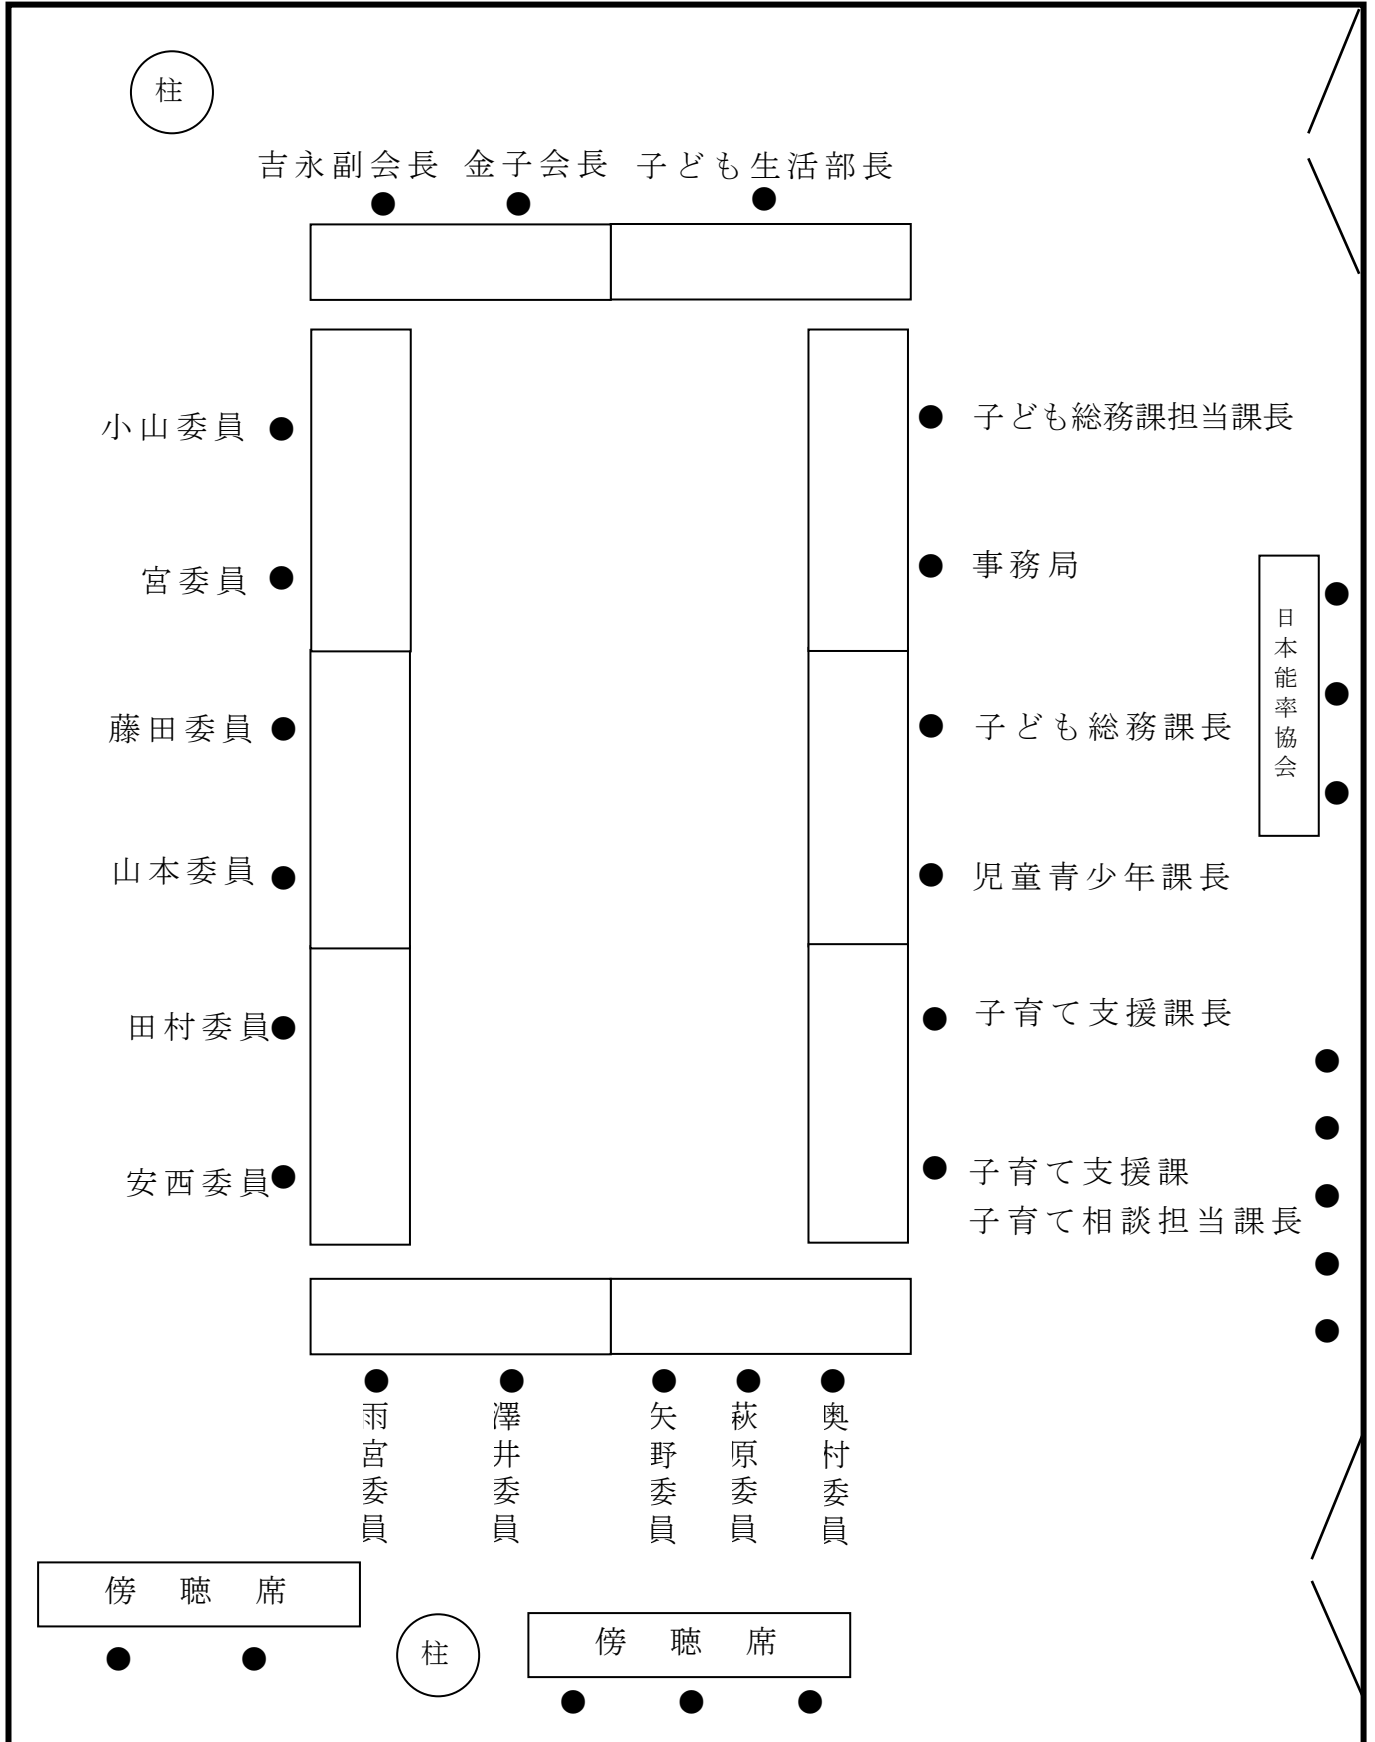 柱
吉永副会長
金子会長
子ども生活部長
小山委員
子ども総務課担当課長
宮委員
事務局
日本能率協会
藤田委員
子ども総務課長
山本委員
児童青少年課長
田村委員
子育て支援課長
安西委員
子育て支援課
子育て相談担当課長
雨宮委員
澤井委員
矢野委員
萩原委員
奥村委員
傍聴席
柱
傍聴席